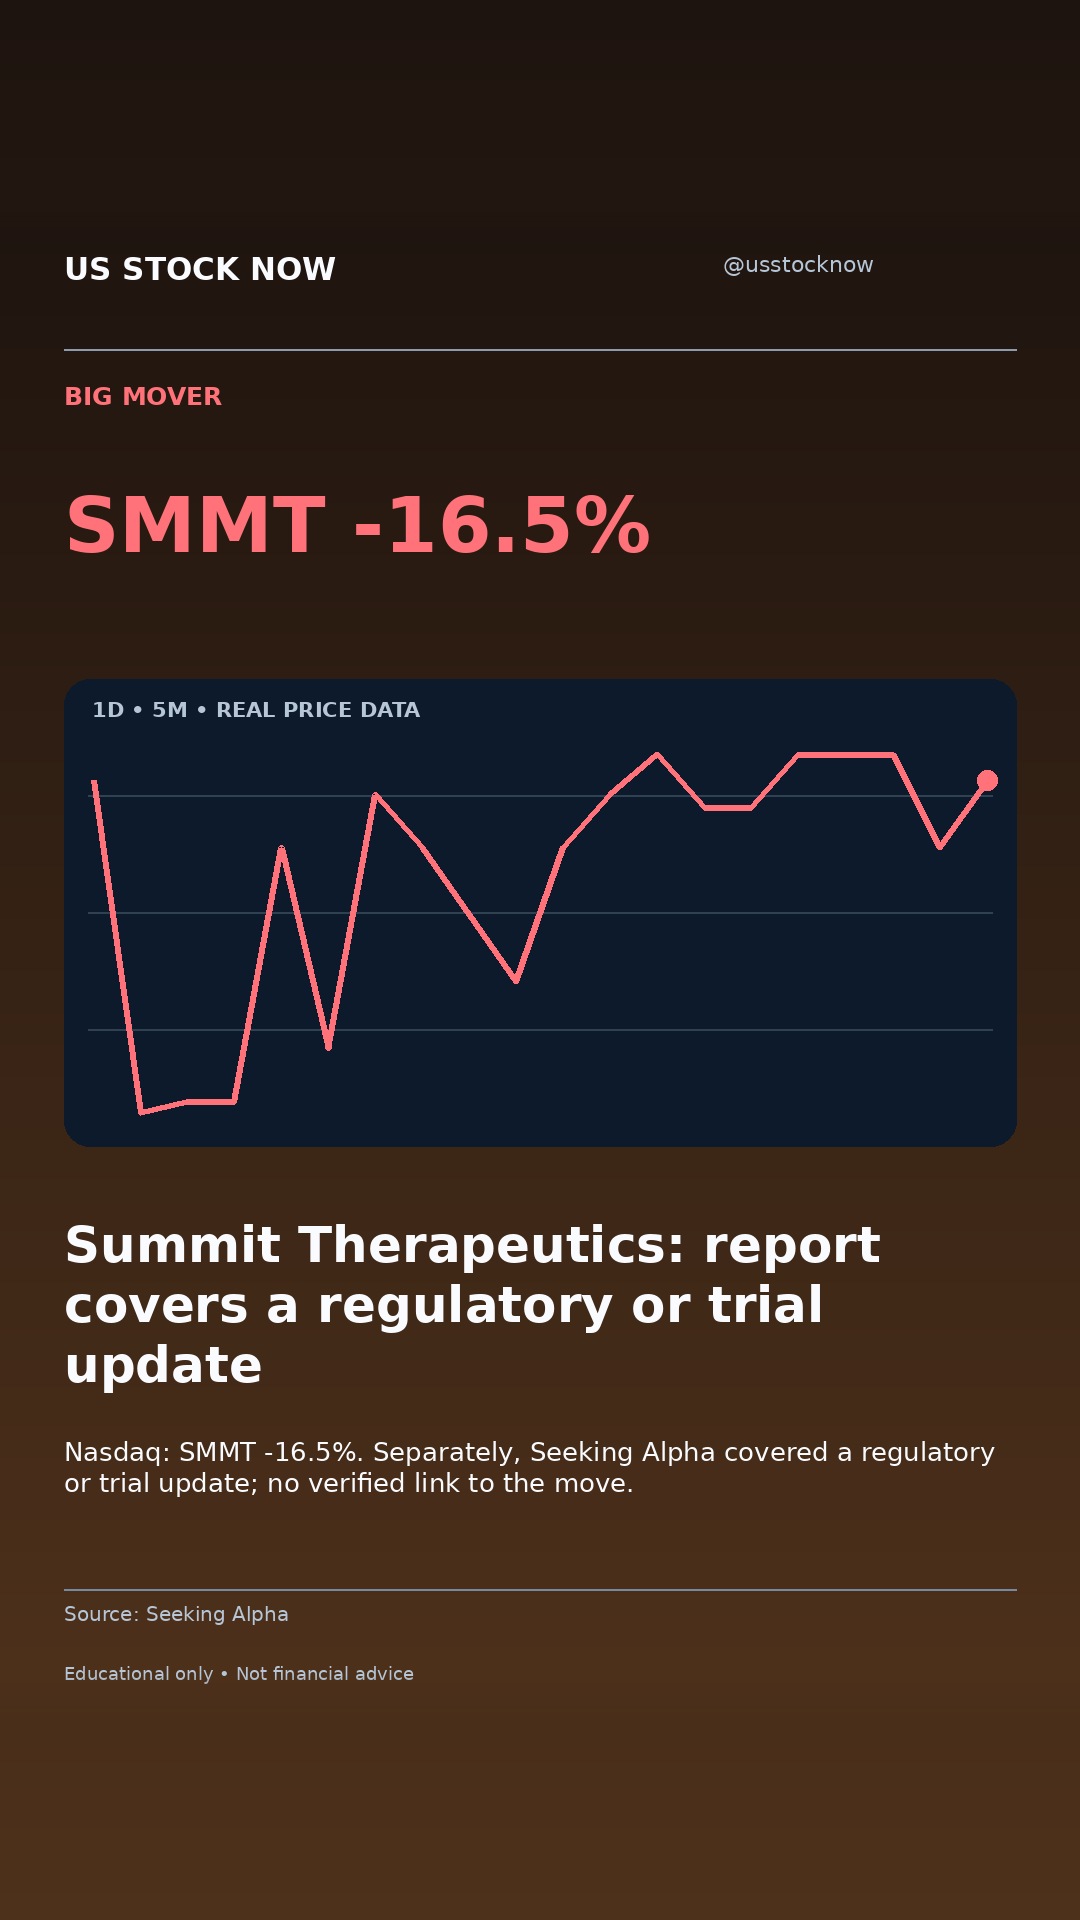 US STOCK NOW
@usstocknow
BIG MOVER
SMMT -16.5%
1D • 5M • REAL PRICE DATA
Summit Therapeutics: report
covers a regulatory or trial
update
Nasdaq: SMMT -16.5%. Separately, Seeking Alpha covered a regulatory
or trial update; no verified link to the move.
Source: Seeking Alpha
Educational only • Not financial advice